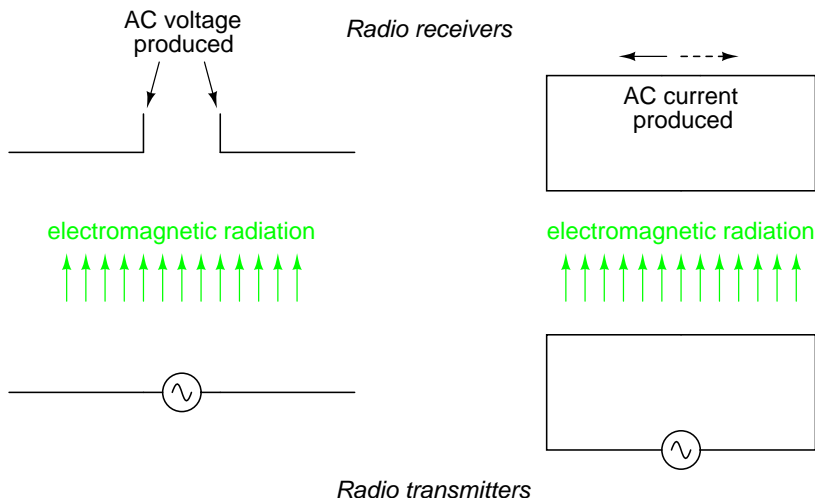 AC voltage
produced
Radio receivers
AC current
produced
electromagnetic radiation
electromagnetic radiation
Radio transmitters